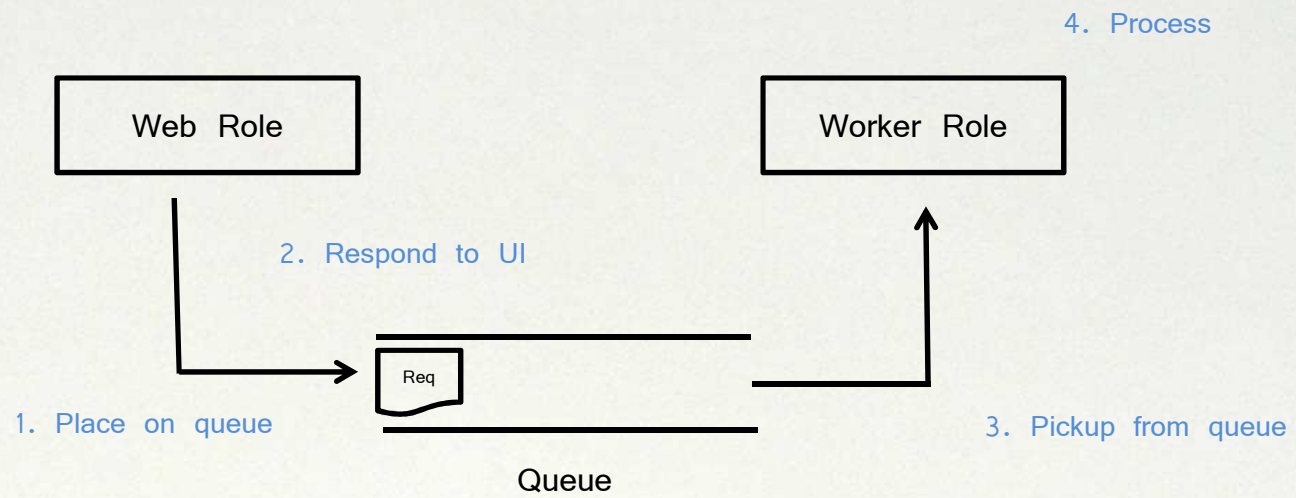 4. Process
Web Role
Worker Role
2. Respond to UI
Req
1. Place on queue
3. Pickup from queue
Queue